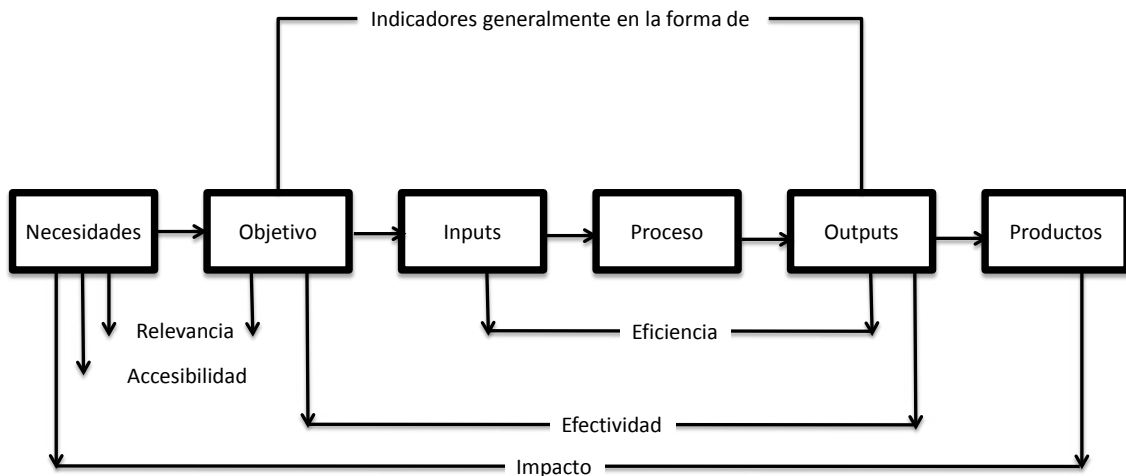 Indicadores generalmente en la forma de
Necesidades
Objetivo
Inputs
Proceso
Outputs
Productos
Relevancia
Eficiencia
Accesibilidad
Efectividad
Impacto